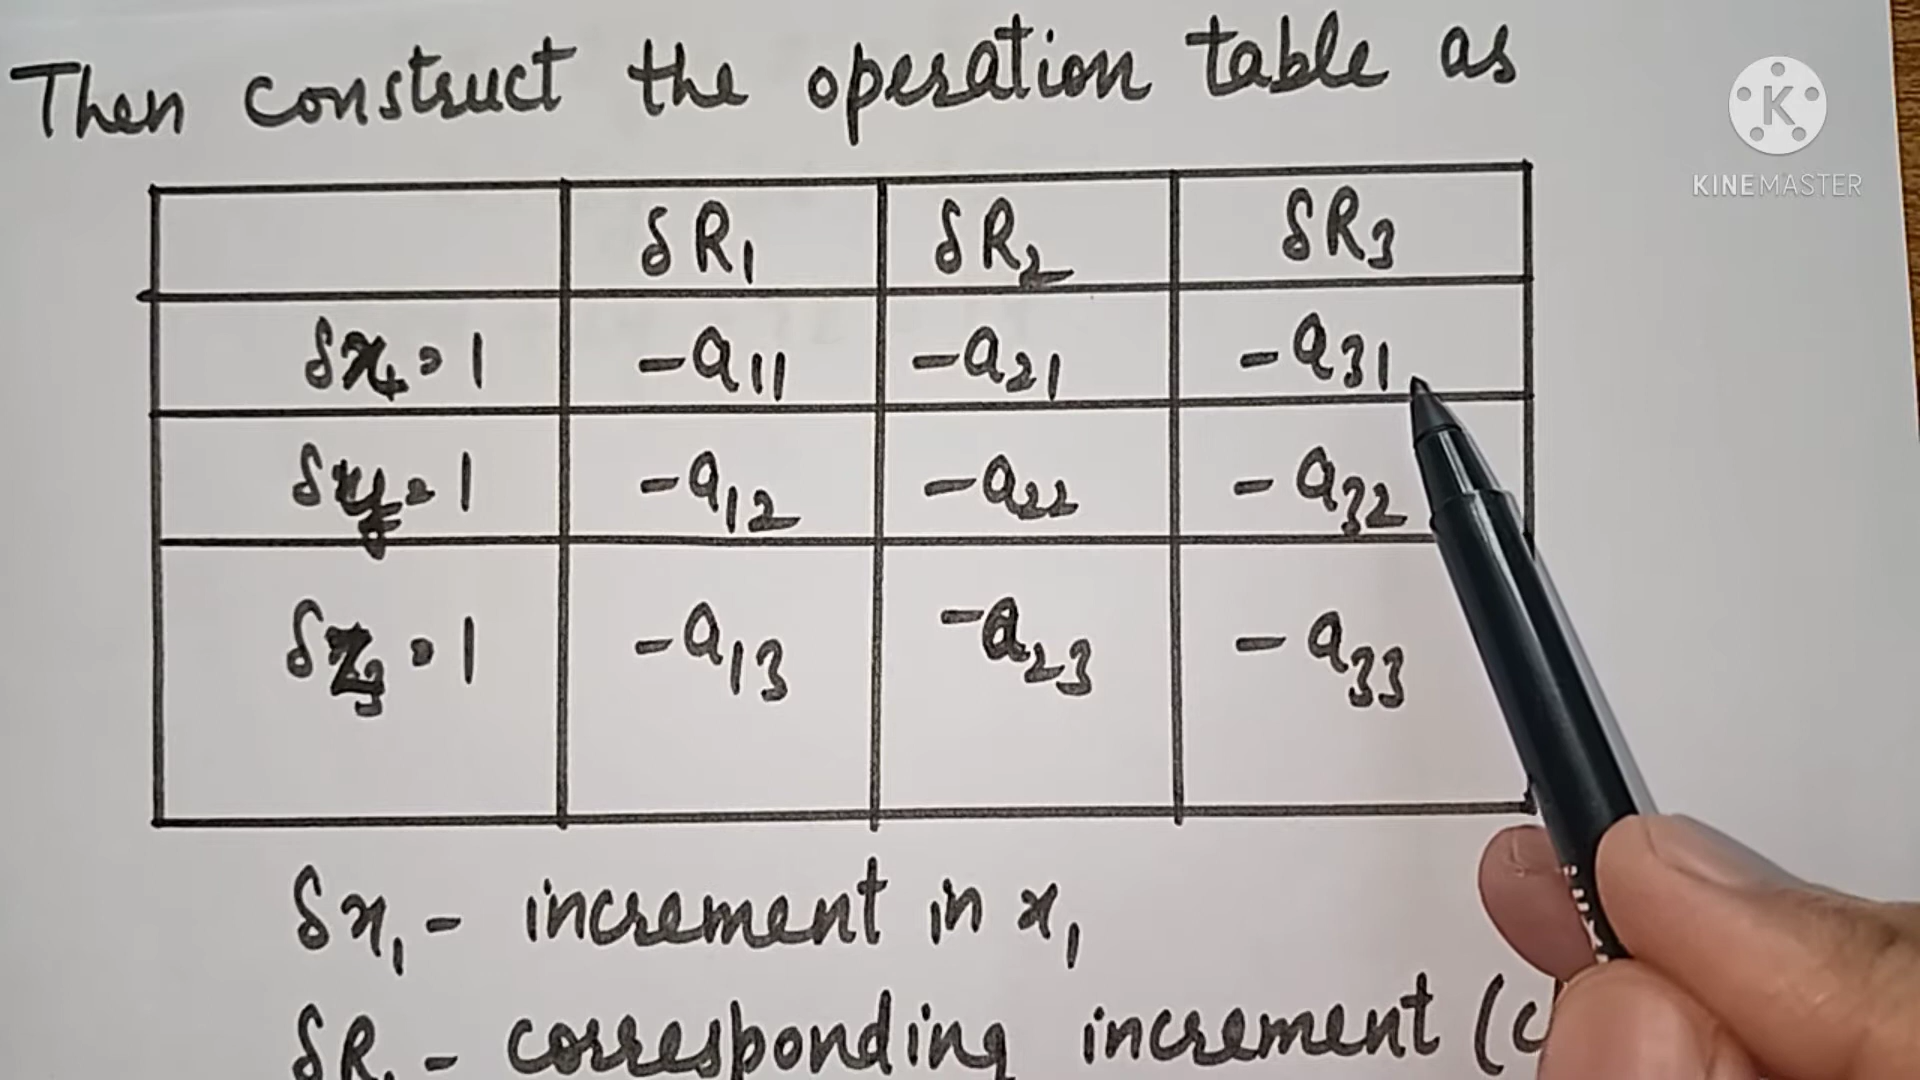 Then construct the operation table as
K
KINEMASTER
δR1 δR2 δR3
δx1 = 1 -a11 -a21 -a31
δx2 = 1 -a12 -a22 -a32
δx3 = 1 -a13 -a23 -a33
δx1 - increment in x1
δR1 - corresponding increment (c